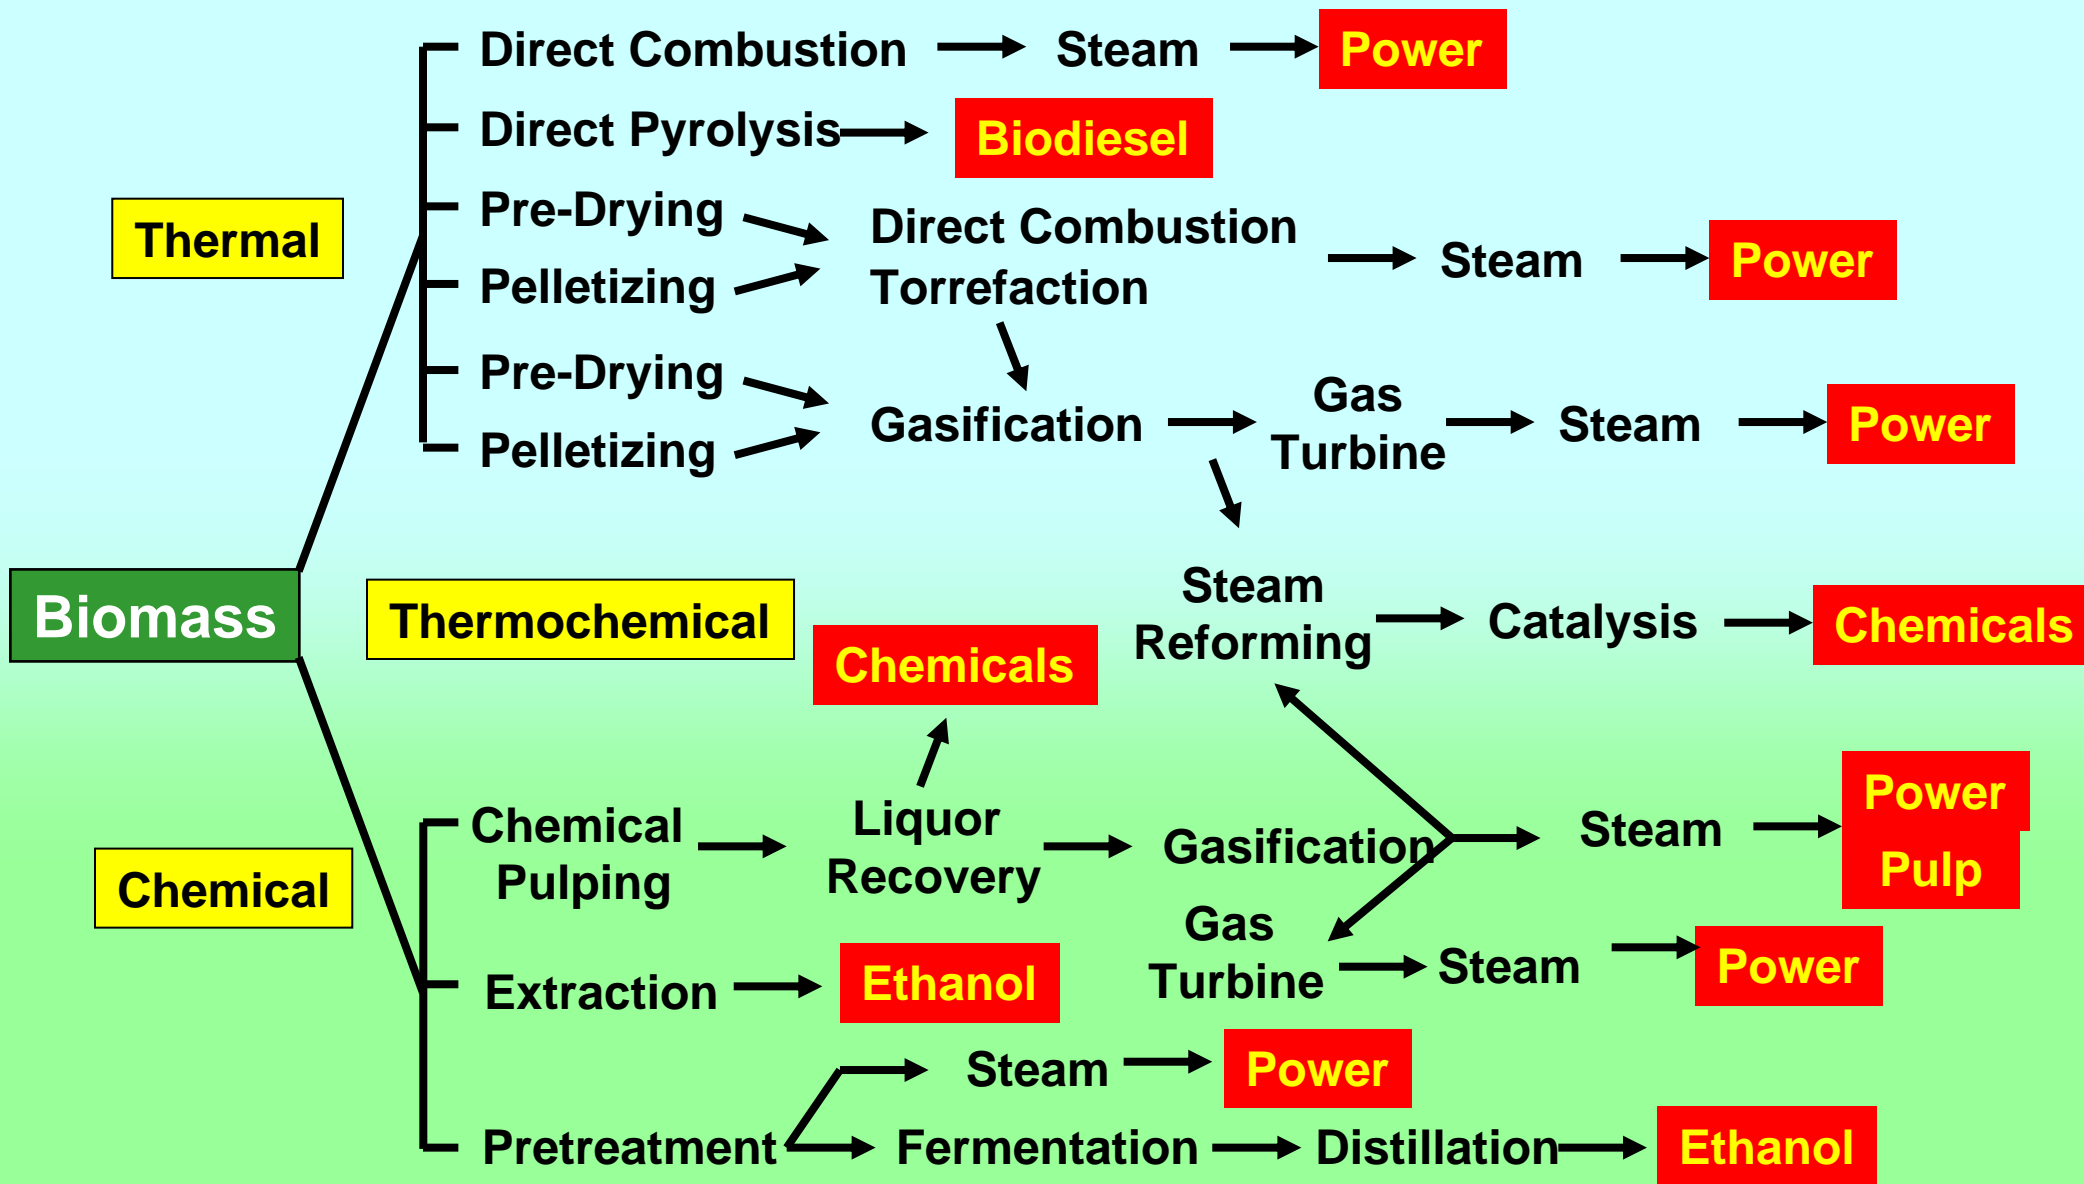 Direct Combustion Steam Power
Direct Pyrolysis Biodiesel
Pre-Drying
Pelletizing
Direct Combustion
Torrefaction
Steam Power
Thermal
Pre-Drying
Pelletizing
Gasification
Gas
Turbine
Steam Power
Biomass
Thermochemical
Steam
Reforming
Catalysis Chemicals
Chemicals
Chemical
Chemical
Pulping
Liquor
Recovery
Gasification
Steam
Power
Pulp
Gas
Turbine
Steam Power
Extraction Ethanol
Steam Power
Pretreatment Fermentation Distillation Ethanol